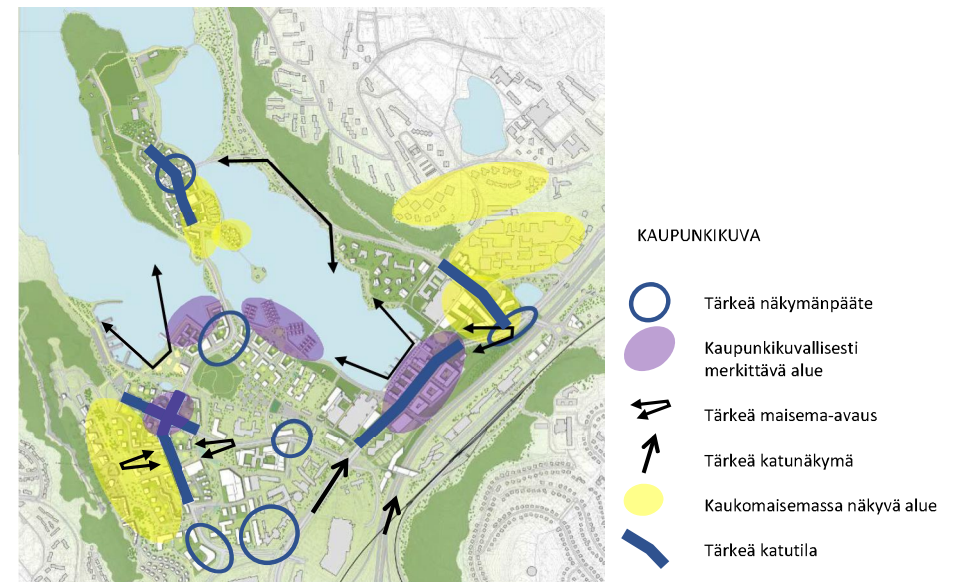 KAUPUNKIKUVA
Tärkeä näkymänpääte
Kaupunkikuvallisesti
merkittävä alue
Tärkeä maisema-avaus
Tärkeä katunäkymä
Kaukomaisemassa näkyvä alue
Tärkeä katutila